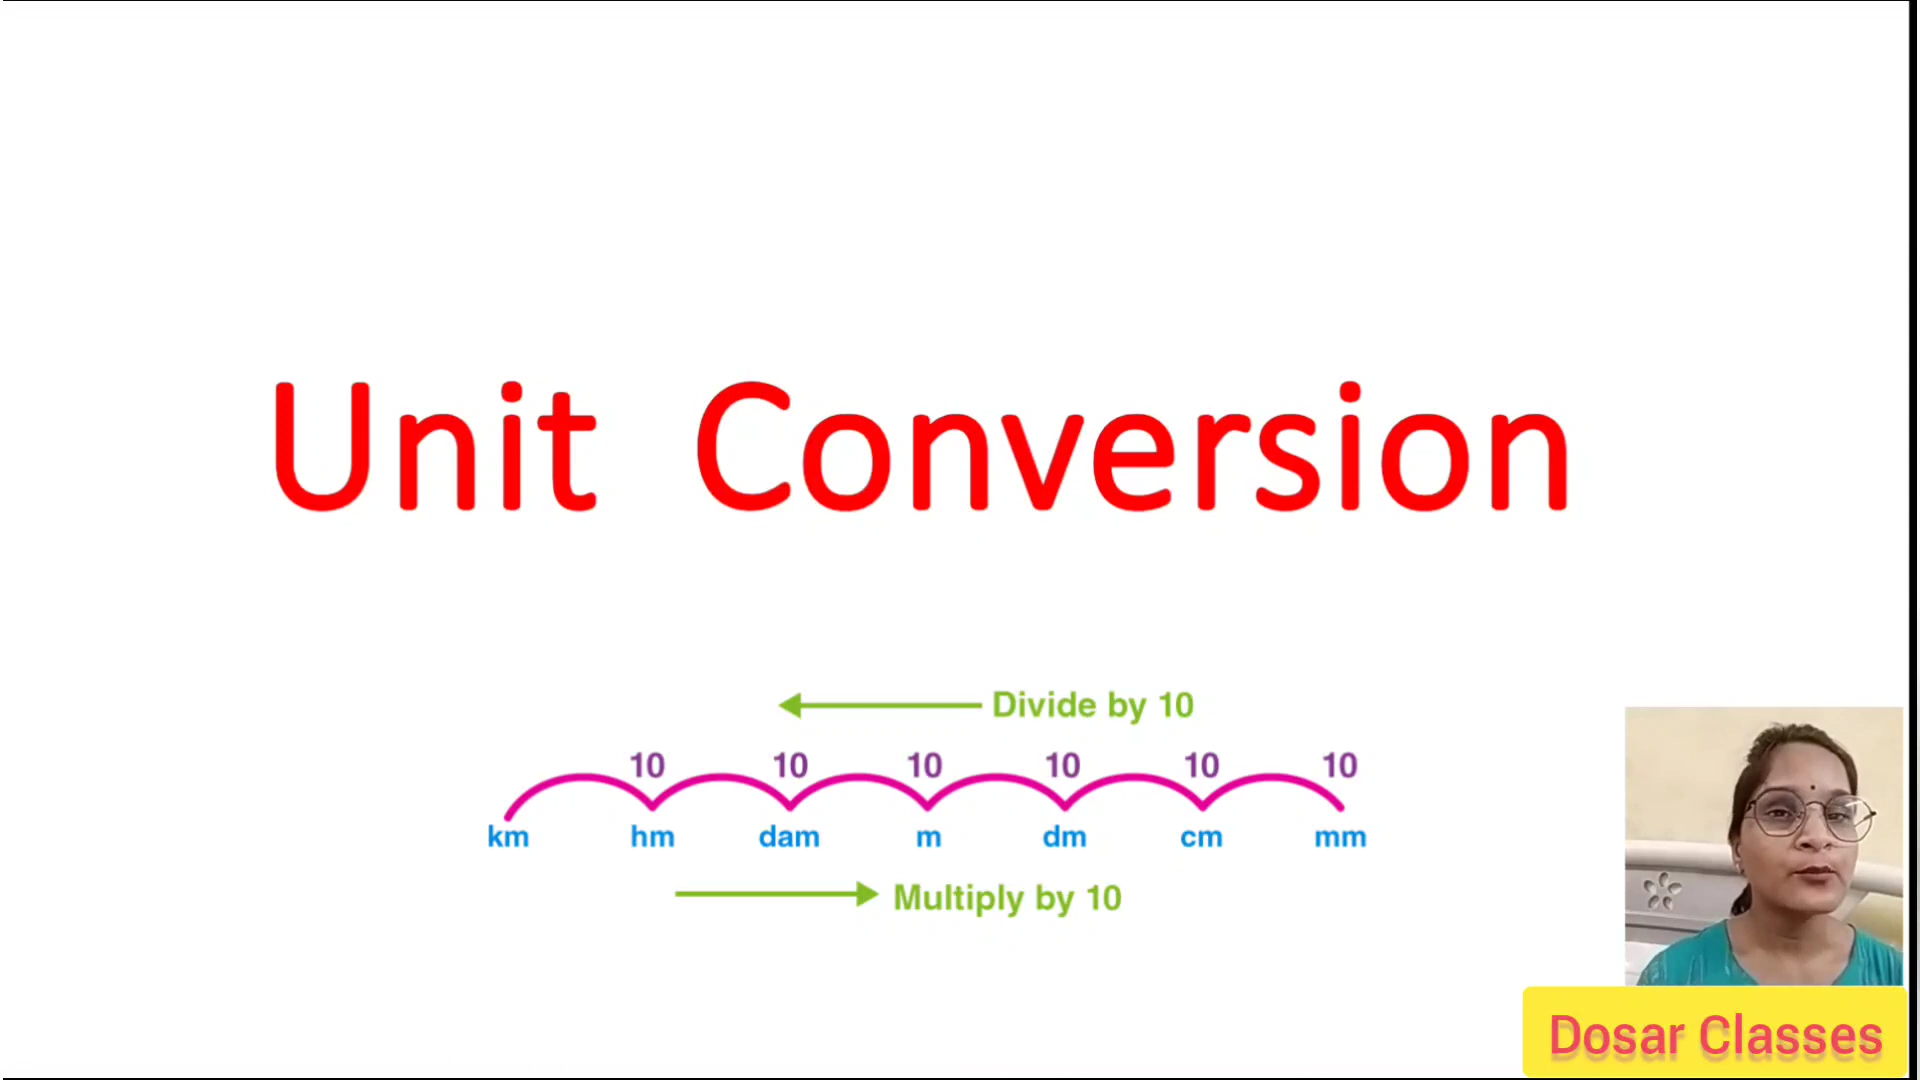 Unit Conversion
Divide by 10
10 10 10 10 10 10
km hm dam m dm cm mm
Multiply by 10
Dosar Classes